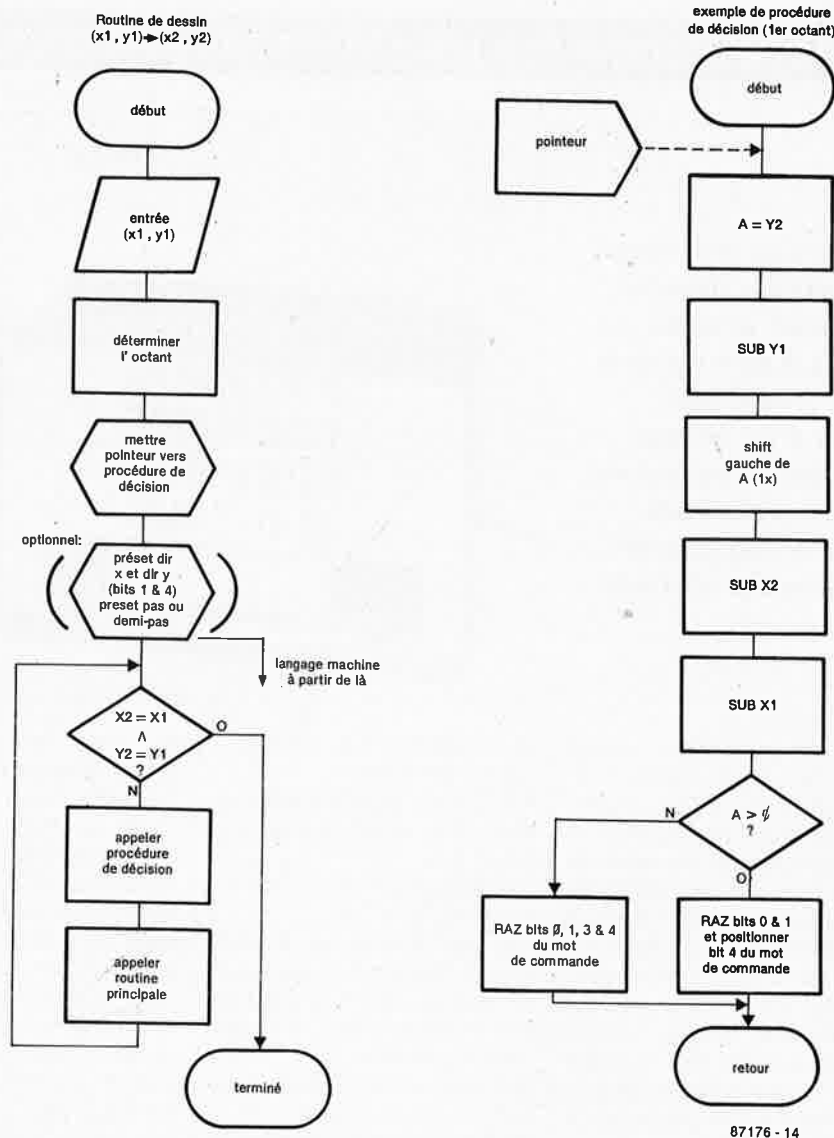 Routine de dessin
(x1 , y1)➔(x2 , y2)
début
entrée
(x1 , y1)
déterminer
l' octant
mettre
pointeur vers
procédure de
décision
optionnel:
préset dir
x et dir y
(bits 1 & 4)
preset pas ou
demi-pas
langage machine
à partir de là
X2 = X1
Λ
Y2 = Y1
?
O
N
appeler
procédure
de décision
appeler
routine
principale
terminé
exemple de procédure
de décision (1er octant)
début
pointeur
A = Y2
SUB Y1
shift
gauche de
A (1x)
SUB X2
SUB X1
A > 0
?
N
O
RAZ bits 0, 1, 3 & 4
du mot
de commande
RAZ bits 0 & 1
et positionner
bit 4 du mot
de commande
retour
87176 - 14